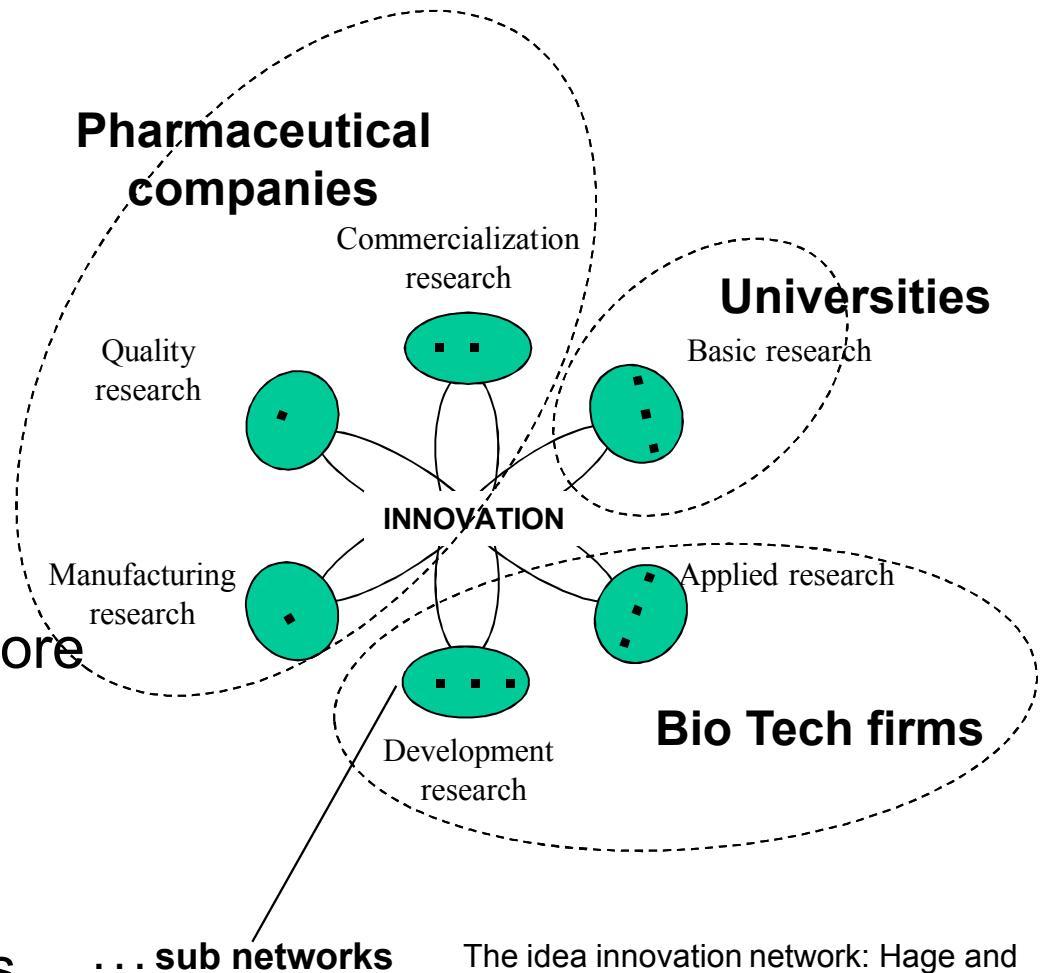 Pharmaceutical
companies
Commercialization
research
Universities
Quality
research
Basic research
INNOVATION
Manufacturing
research
Applied research
ore
Bio Tech firms
Development
research
s
. . . sub networks
The idea innovation network: Hage and